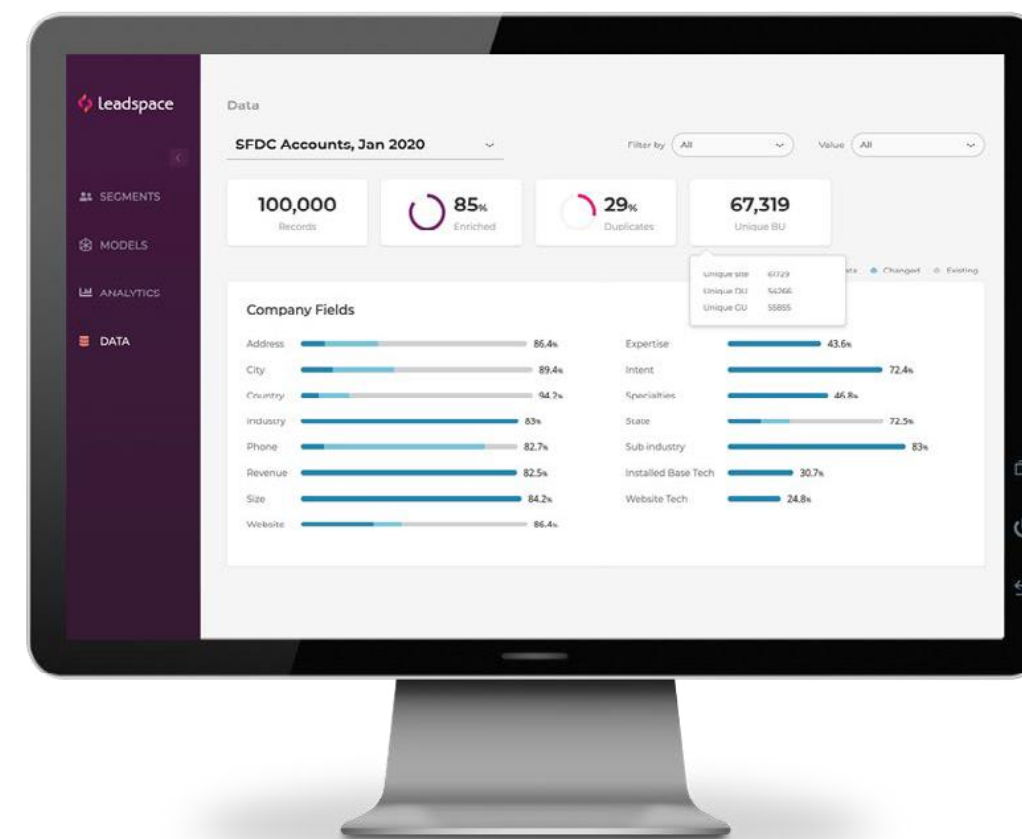 leadspace
Data
SFDC Accounts, Jan 2020
Filter by All
Value All
SEGMENTS
MODELS
ANALYTICS
DATA
100,000
Records
85%
Enriched
29%
Duplicates
67,319
Unique BU
Unique site 61729
Unique DU 54266
Unique GU 55855
Changed
Existing
Company Fields
Address 86.4%
City 89.4%
Country 94.2%
Industry 83%
Phone 82.7%
Revenue 82.5%
Size 84.2%
Website 86.4%
Expertise 43.6%
Intent 72.4%
Specialties 46.8%
State 72.5%
Sub industry 83%
Installed Base Tech 30.7%
Website Tech 24.8%